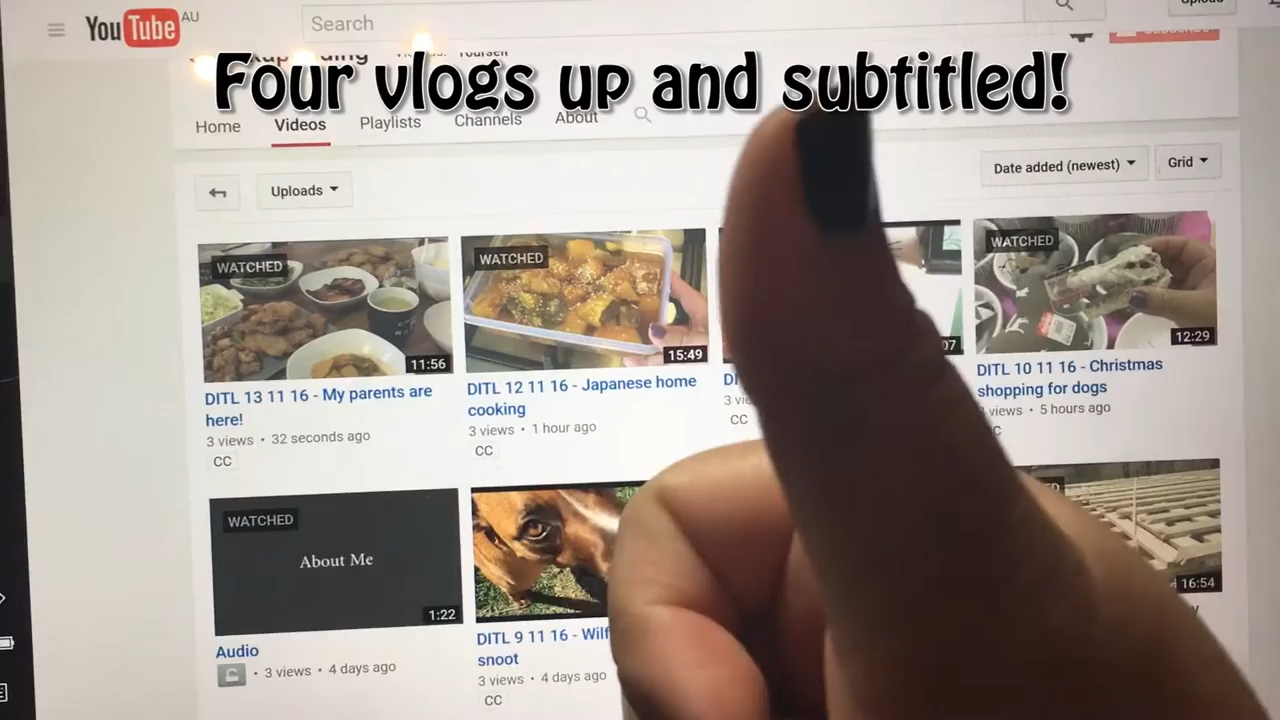 YouTube AU
Search
Four vlogs up and subtitled!
Home Videos Playlists Channels About
Uploads
Date added (newest)
Grid
WATCHED
11:56
DITL 13 11 16 - My parents are
here!
3 views • 32 seconds ago
CC
WATCHED
15:49
DITL 12 11 16 - Japanese home
cooking
3 views • 1 hour ago
CC
07
CC
WATCHED
12:29
DITL 10 11 16 - Christmas
shopping for dogs
views • 5 hours ago
WATCHED
About Me
1:22
Audio
3 views • 4 days ago
DITL 9 11 16 - Wilf
snoot
3 views • 4 days ago
CC
16:54